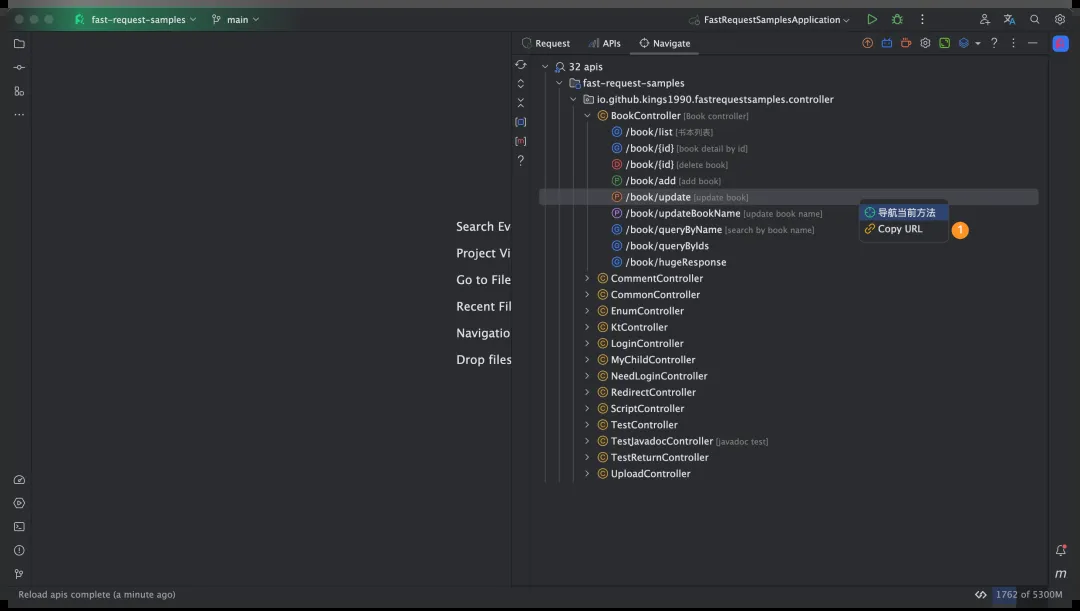 fast-request-samples main FastRequestSamplesApplication
Request APIs Navigate
32 apis
fast-request-samples
io.github.kings1990.fastrequestsamples.controller
BookController [Book controller]
/book/list [书本列表]
/book/{id} [book detail by id]
/book/{id} [delete book]
/book/add [add book]
/book/update [update book]
/book/updateBookName [update book name]
/book/queryByName [search by book name]
/book/queryByIds
/book/hugeResponse
CommentController
CommonController
EnumController
KtController
LoginController
MyChildController
NeedLoginController
RedirectController
ScriptController
TestController
TestJavadocController [javadoc test]
TestReturnController
UploadController
导航当前方法
Copy URL
1
Search Ev
Project Vi
Go to File
Recent Fil
Navigatio
Drop files
Reload apis complete (a minute ago) 1762 of 5300M